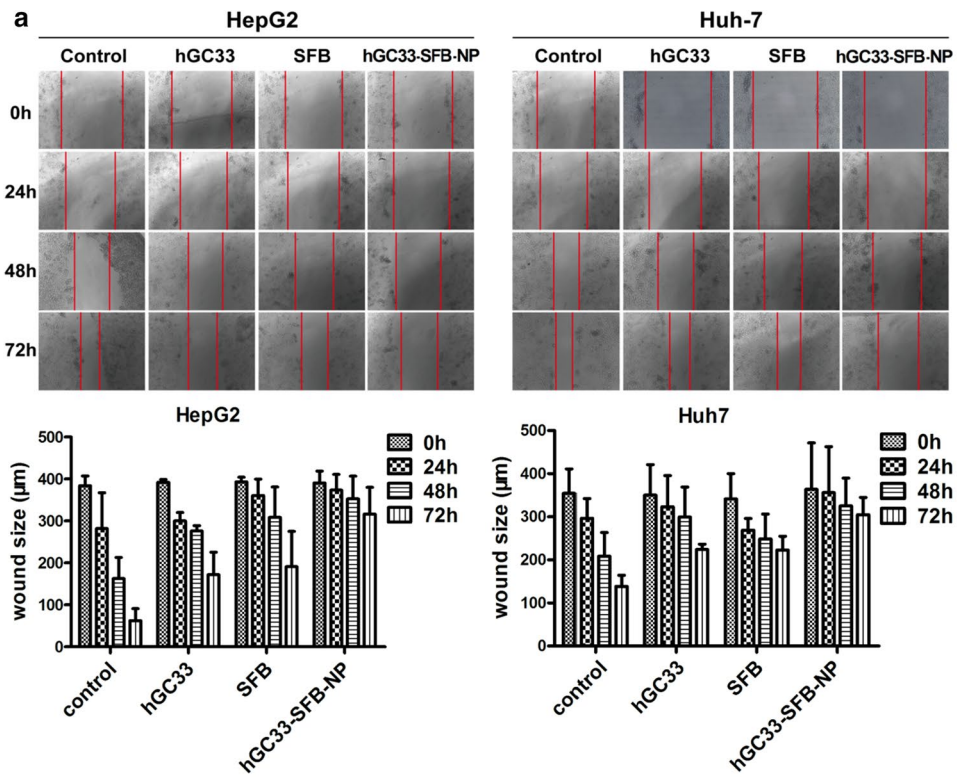 a
HepG2
Huh-7
Control hGC33 SFB hGC33-SFB-NP
Control hGC33 SFB hGC33-SFB-NP
0h
24h
48h
72h
HepG2
500
400
300
200
100
0
wound size (μm)
0h
24h
48h
72h
control hGC33 SFB hGC33-SFB-NP
Huh7
500
400
300
200
100
0
wound size (μm)
0h
24h
48h
72h
control hGC33 SFB hGC33-SFB-NP